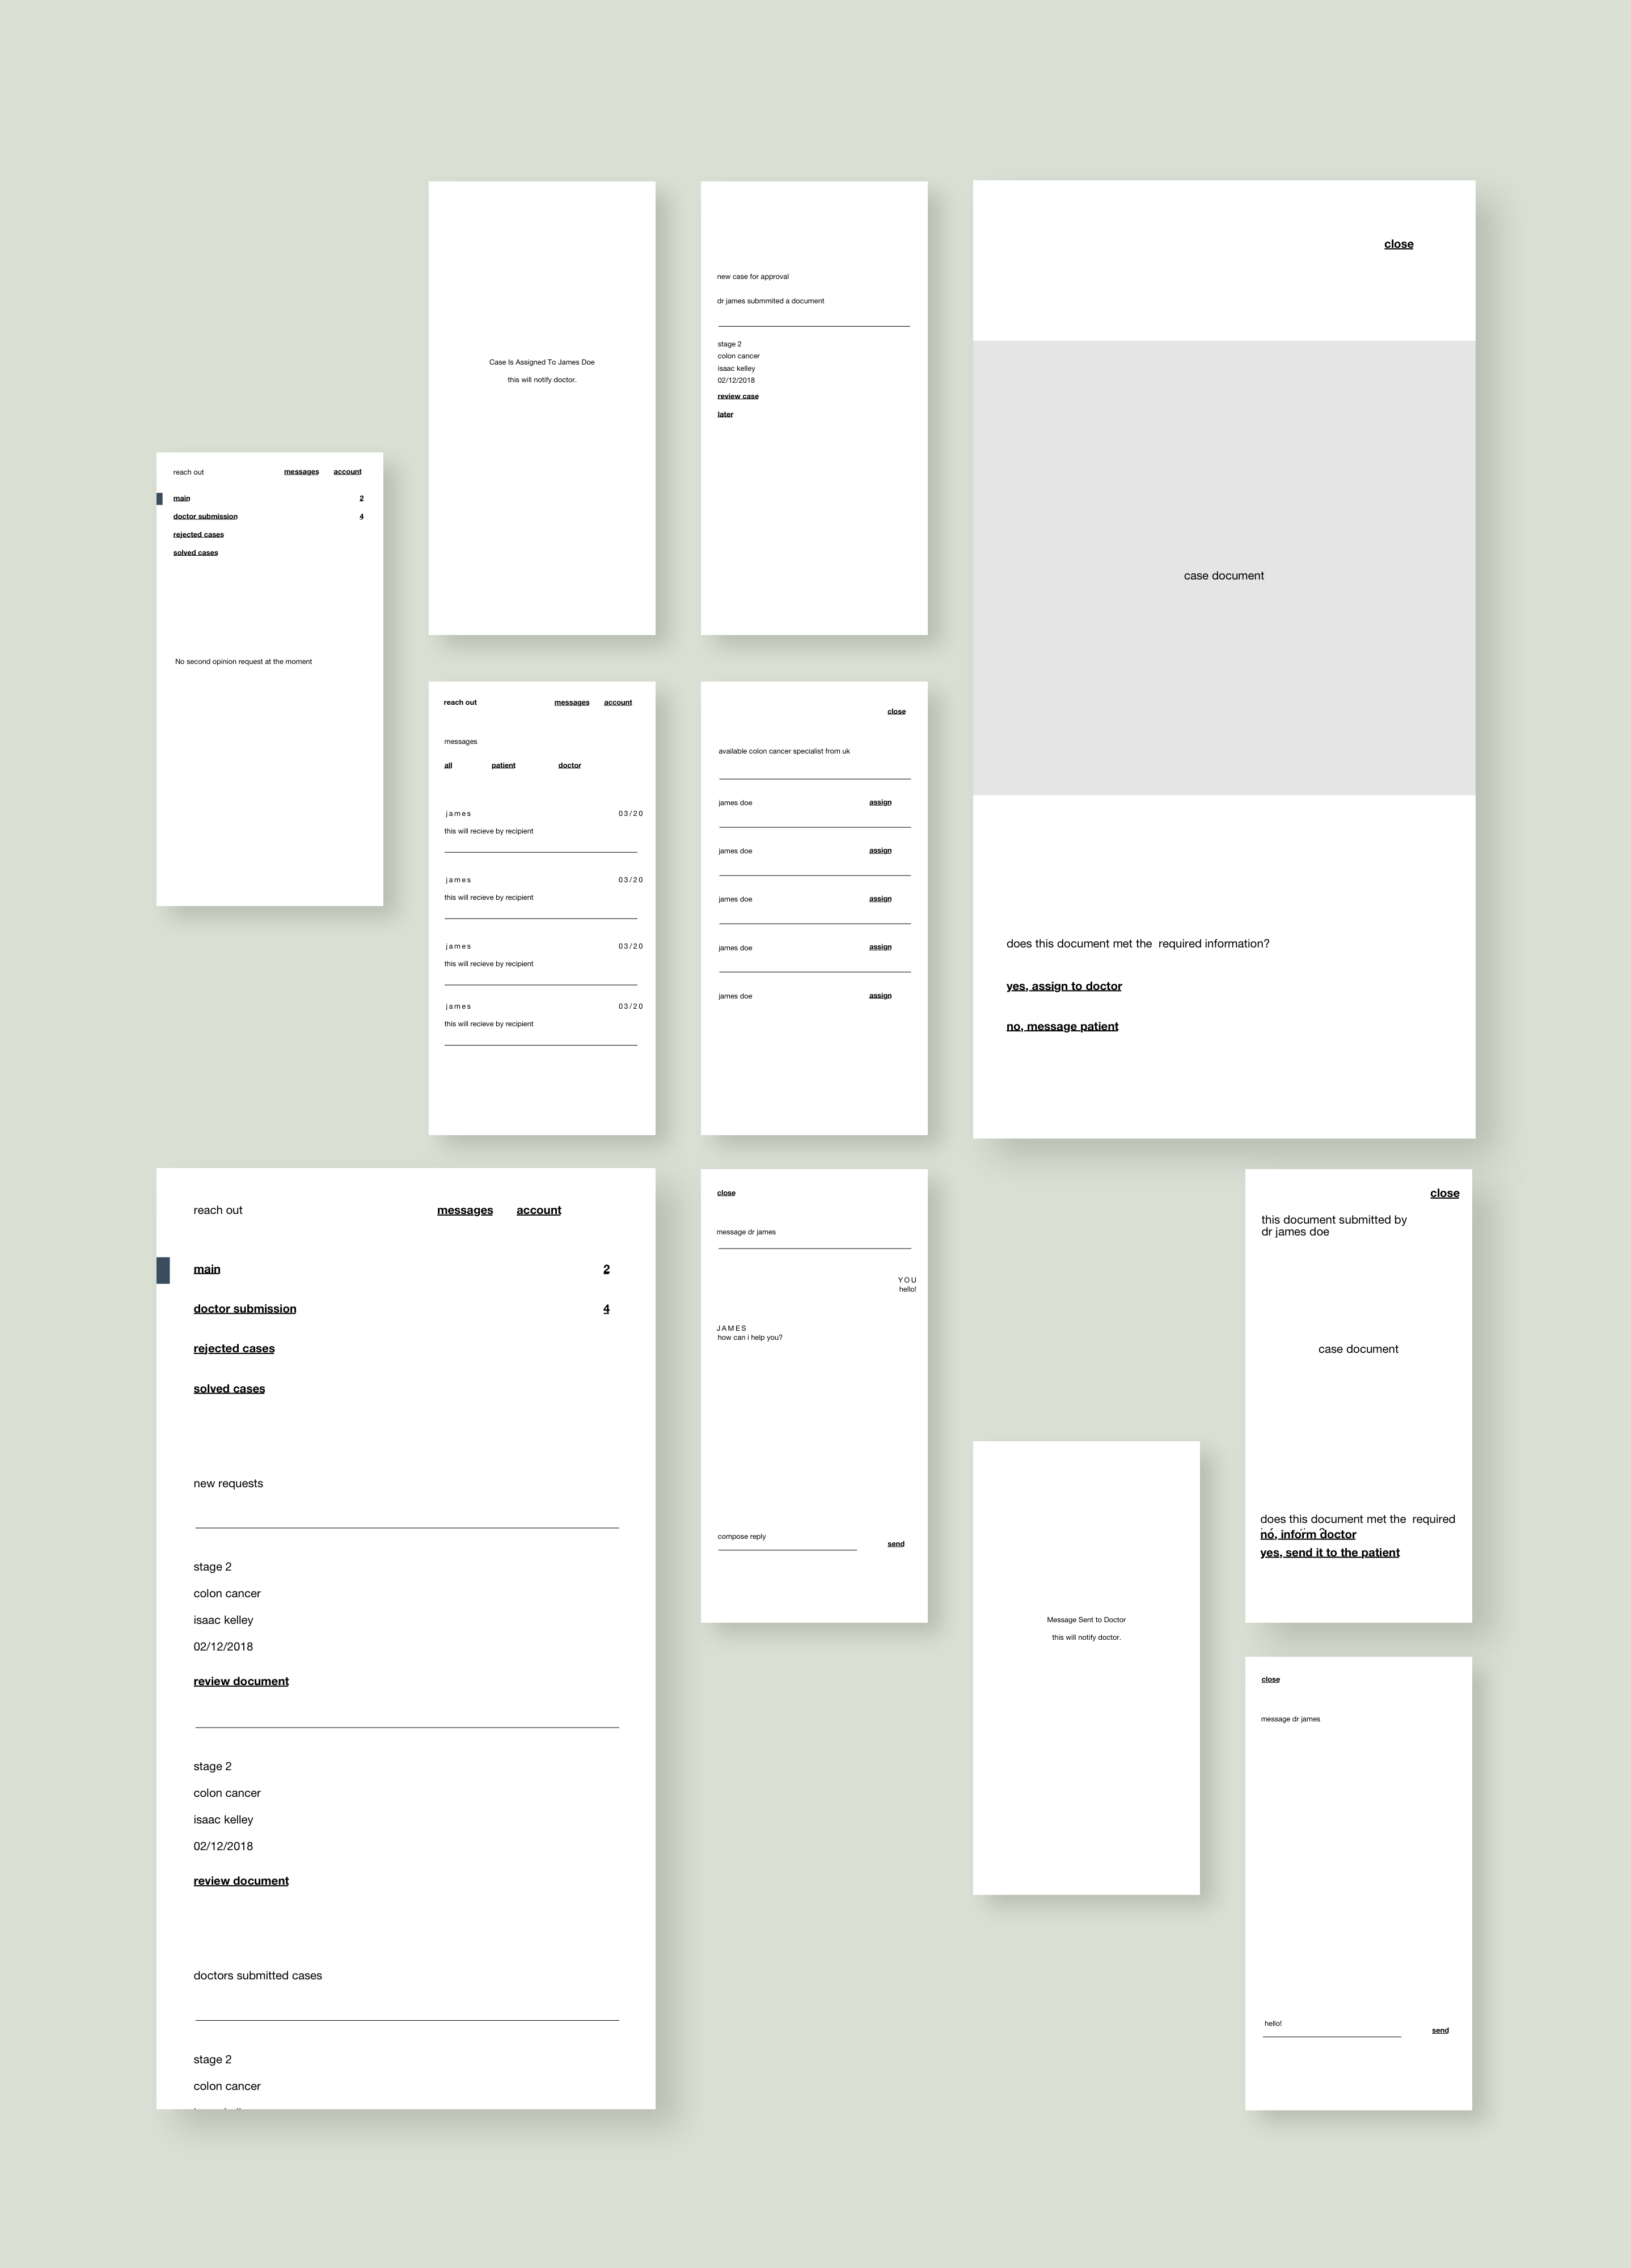 Case Is Assigned To James Doe
this will notify doctor.
new case for approval
dr james submmited a document
stage 2
colon cancer
isaac kelley
02/12/2018
review case
later
close
case document
does this document met the  required information?
yes, assign to doctor
no, message patient
reach out messages account
main 2
doctor submission 4
rejected cases
solved cases
No second opinion request at the moment
reach out messages account
messages
all patient doctor
james 03/20
this will recieve by recipient
james 03/20
this will recieve by recipient
james 03/20
this will recieve by recipient
james 03/20
this will recieve by recipient
close
available colon cancer specialist from uk
james doe assign
james doe assign
james doe assign
james doe assign
james doe assign
reach out messages account
main 2
doctor submission 4
rejected cases
solved cases
new requests
stage 2
colon cancer
isaac kelley
02/12/2018
review document
stage 2
colon cancer
isaac kelley
02/12/2018
review document
doctors submitted cases
stage 2
colon cancer
close
message dr james
YOU
hello!
JAMES
how can i help you?
compose reply send
Message Sent to Doctor
this will notify doctor.
close
this document submitted by
dr james doe
case document
does this document met the  required
no, inform doctor
yes, send it to the patient
close
message dr james
hello! send